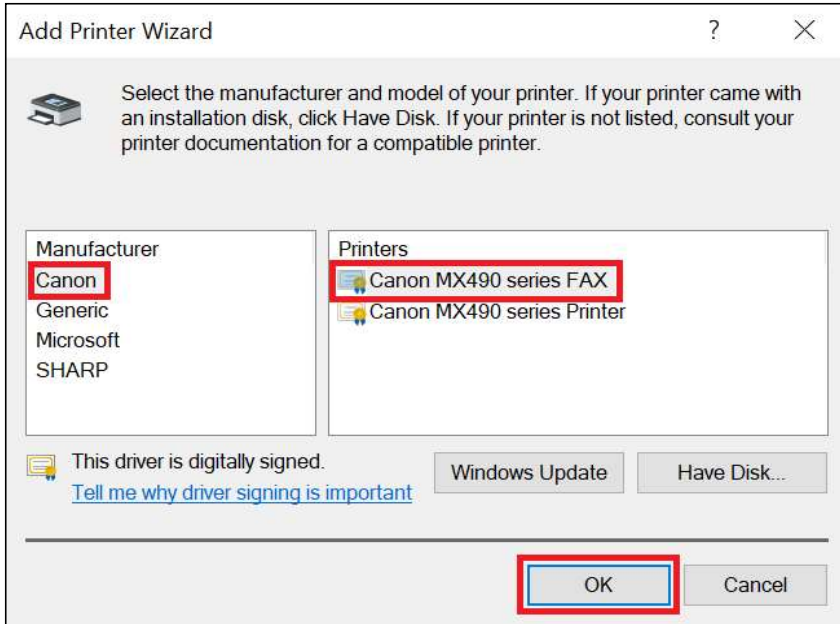 Add Printer Wizard
?
Select the manufacturer and model of your printer. If your printer came with
an installation disk, click Have Disk. If your printer is not listed, consult your
printer documentation for a compatible printer.
Manufacturer
Canon
Generic
Microsoft
SHARP
Printers
Canon MX490 series FAX
Canon MX490 series Printer
This driver is digitally signed.
Tell me why driver signing is important
Windows Update
Have Disk...
OK
Cancel